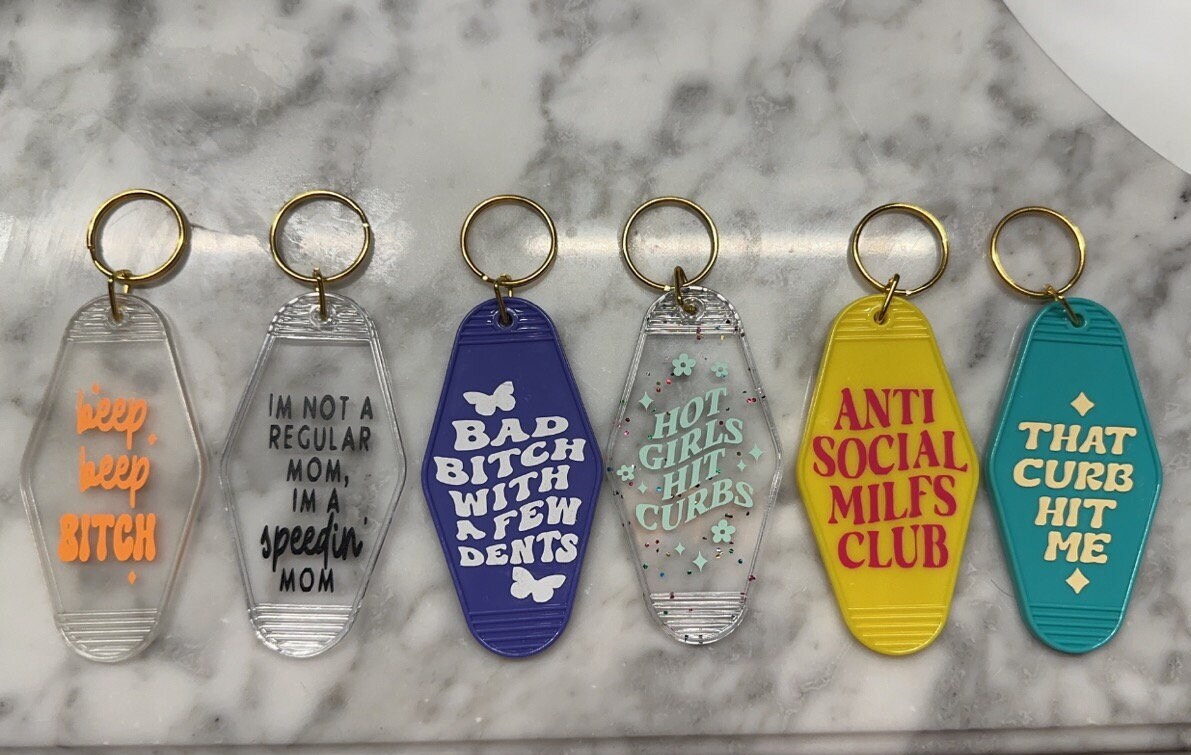 beep,
beep
BITCH
IM NOT A
REGULAR
MOM,
IM A
speedin'
MOM
BAD
BITCH
WITH
A FEW
DENTS
HOT
GIRLS
HIT
CURBS
ANTI
SOCIAL
MILFS
CLUB
THAT
CURB
HIT
ME